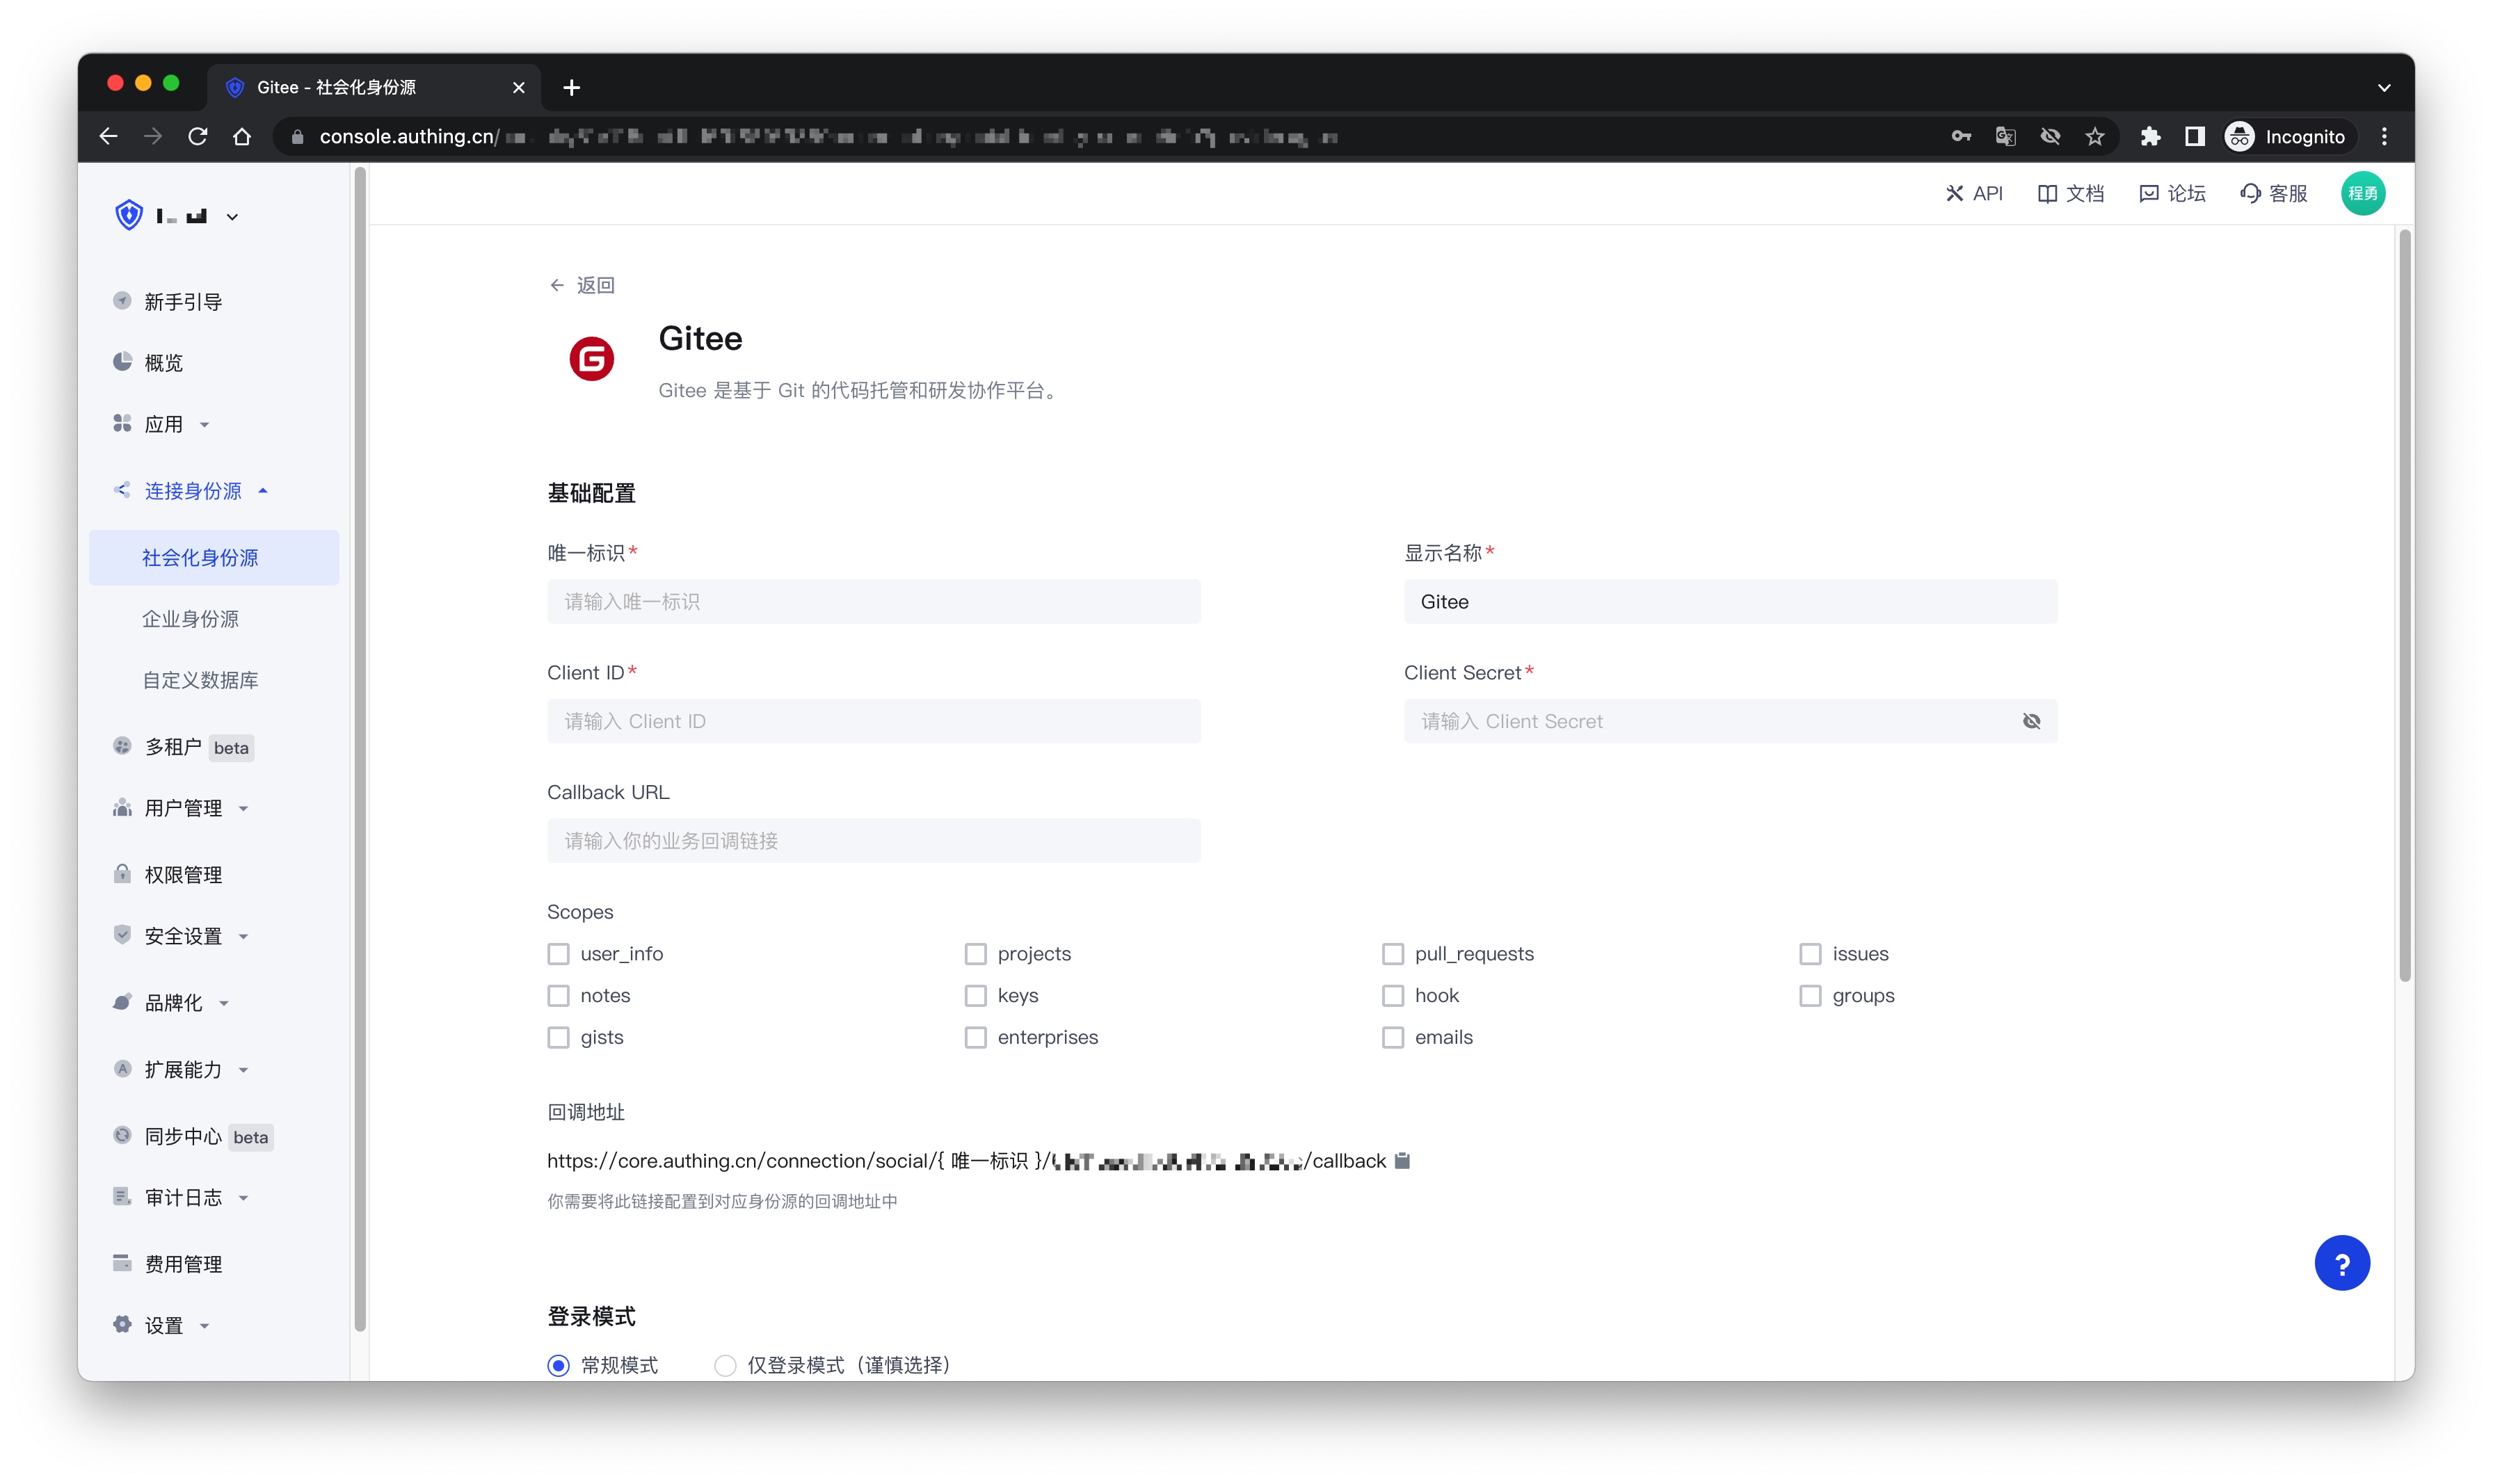 Gitee - 社会化身份源
console.authing.cn/
Incognito
API
文档
论坛
客服
程勇
新手引导
概览
应用
连接身份源
社会化身份源
企业身份源
自定义数据库
多租户 beta
用户管理
权限管理
安全设置
品牌化
扩展能力
同步中心 beta
审计日志
费用管理
设置
返回
Gitee
Gitee 是基于 Git 的代码托管和研发协作平台。
基础配置
唯一标识*
显示名称*
请输入唯一标识
Gitee
Client ID*
Client Secret*
请输入 Client ID
请输入 Client Secret
Callback URL
请输入你的业务回调链接
Scopes
user_info
projects
pull_requests
issues
notes
keys
hook
groups
gists
enterprises
emails
回调地址
https://core.authing.cn/connection/social/{ 唯一标识 }/
/callback
你需要将此链接配置到对应身份源的回调地址中
登录模式
常规模式
仅登录模式（谨慎选择）
?